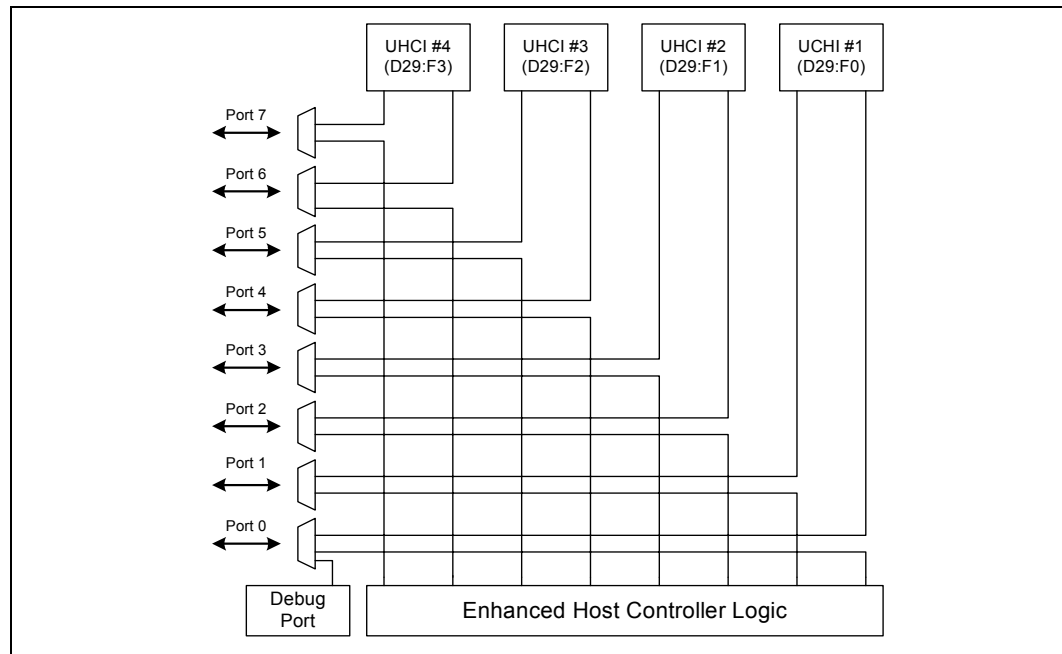 UHCI #4
(D29:F3)
UHCI #3
(D29:F2)
UHCI #2
(D29:F1)
UCHI #1
(D29:F0)
Port 7
Port 6
Port 5
Port 4
Port 3
Port 2
Port 1
Port 0
Debug
Port
Enhanced Host Controller Logic